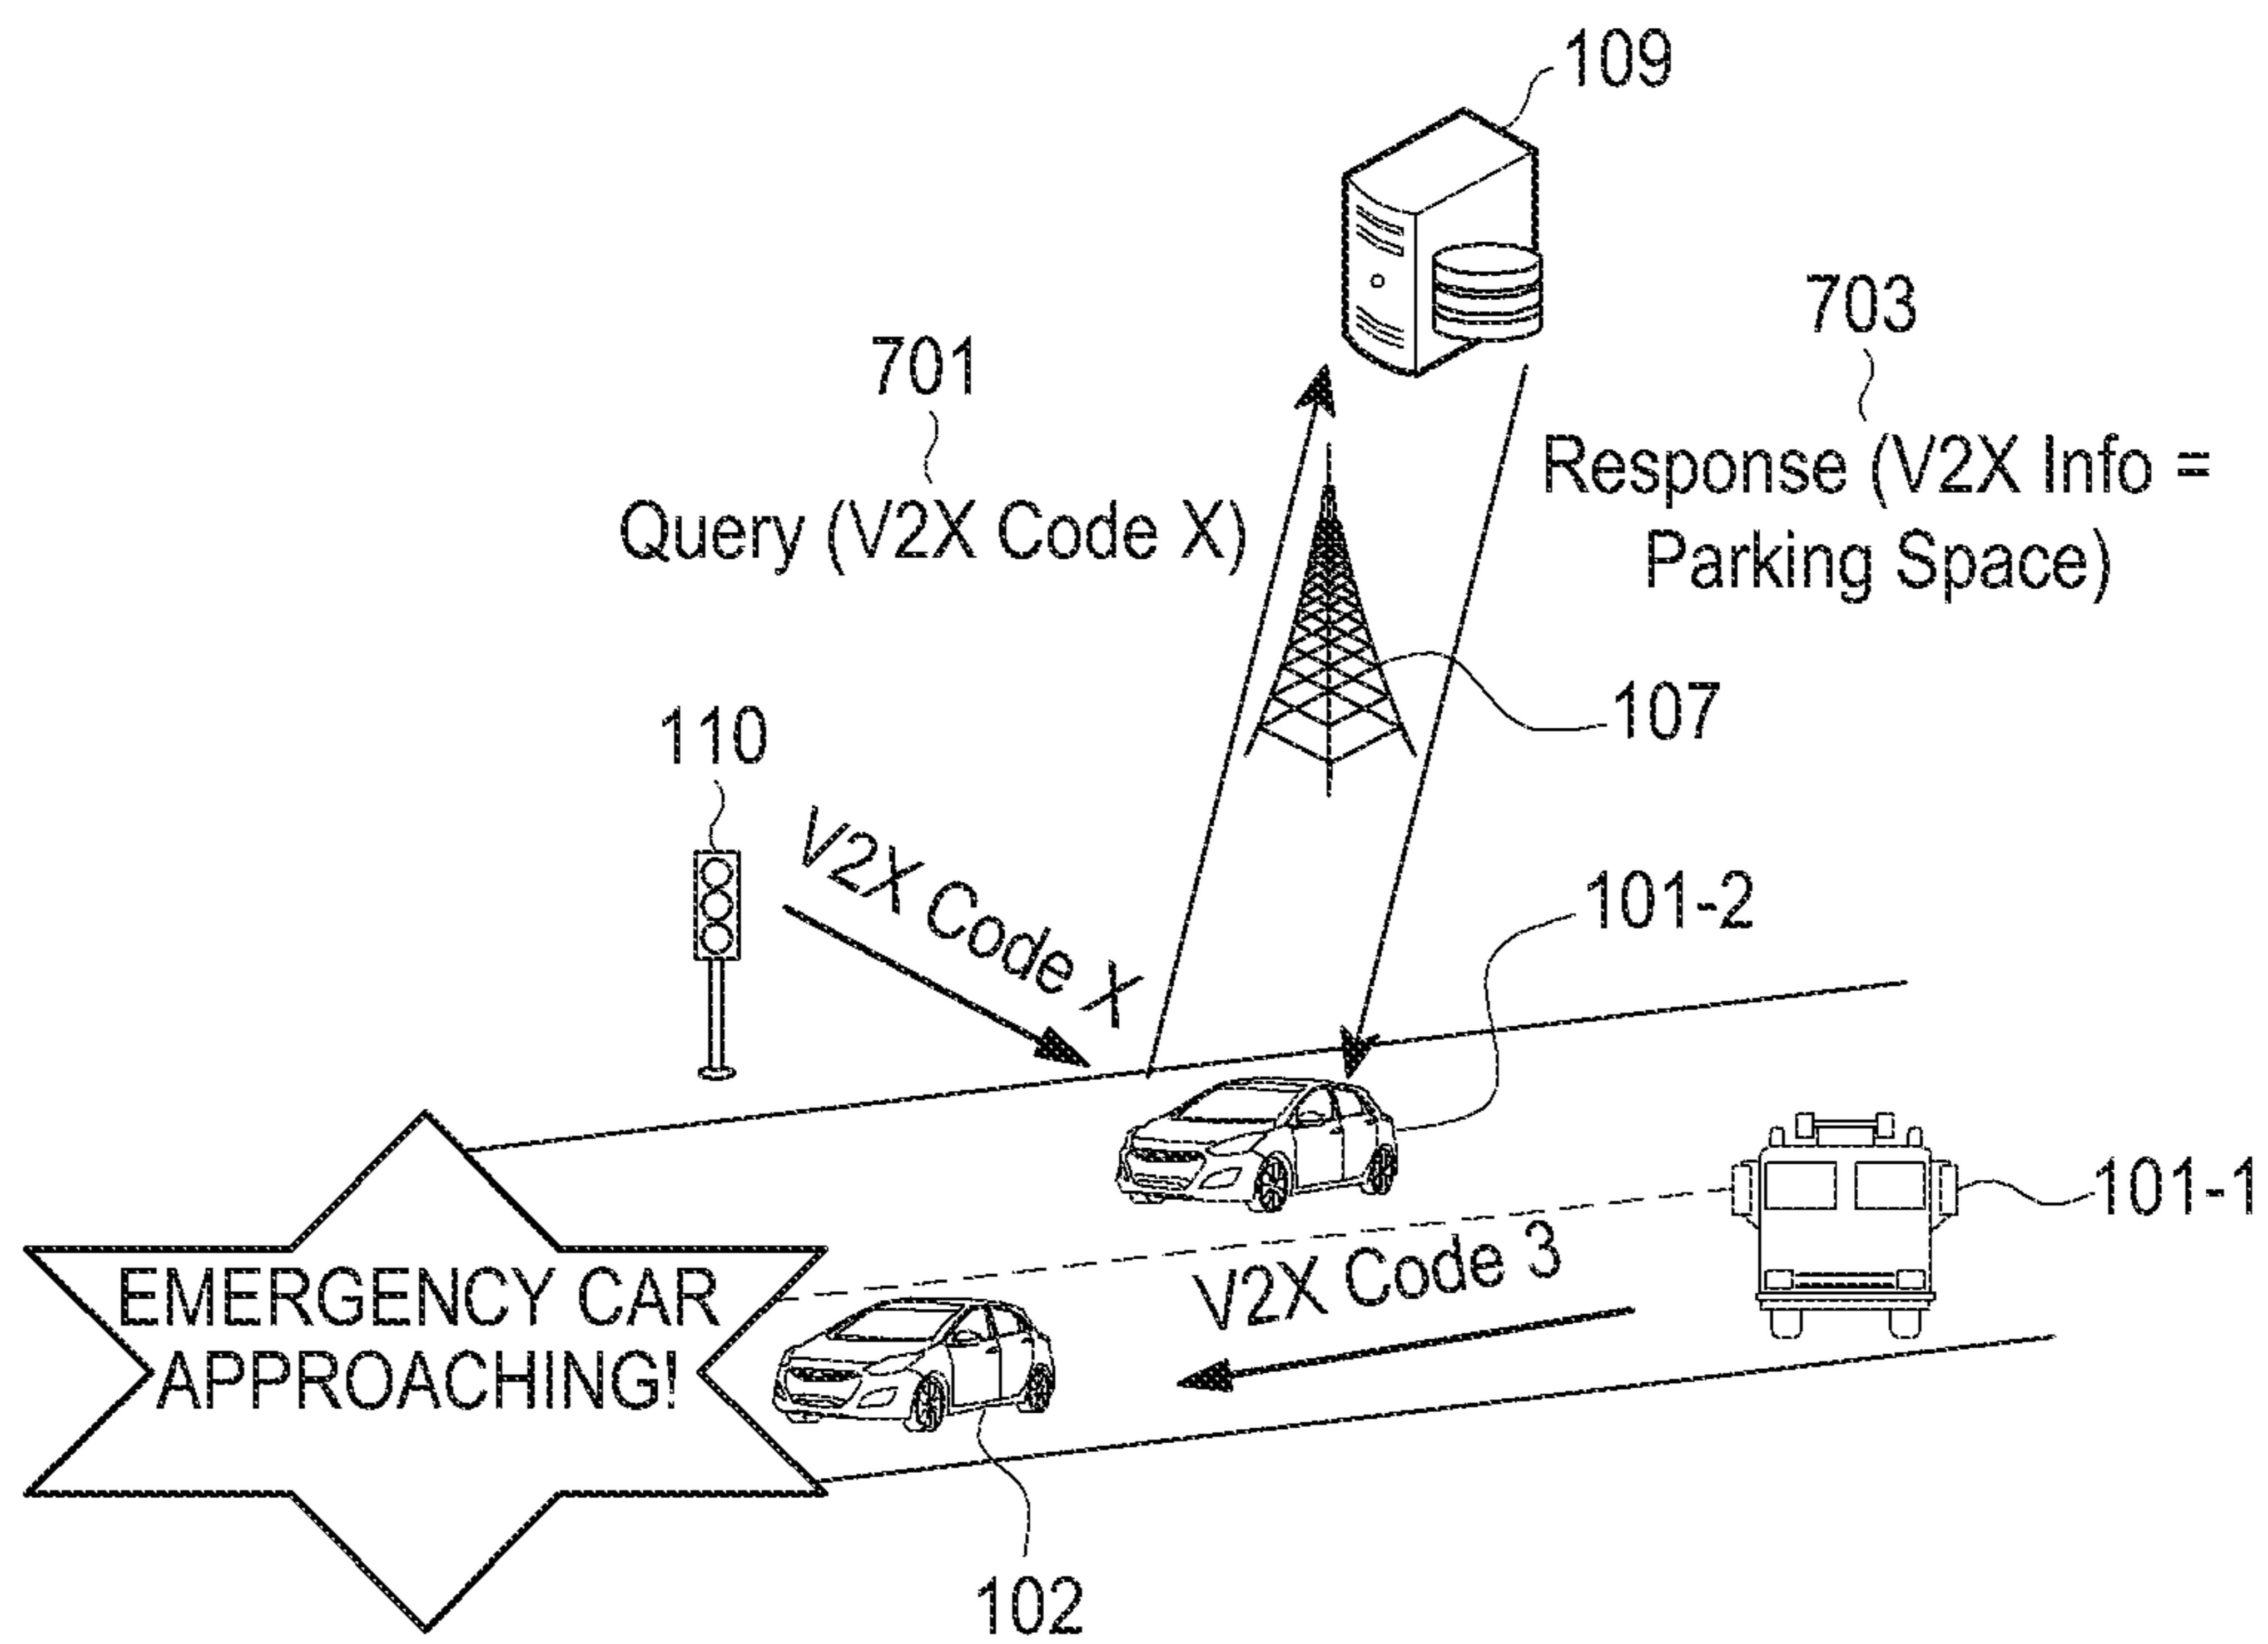 109
703
701
Response (V2X Info =
Parking Space)
Query (V2X Code X)
107
110
V2X Code X
101-2
101-1
V2X Code 3
EMERGENCY CAR
APPROACHING!
102